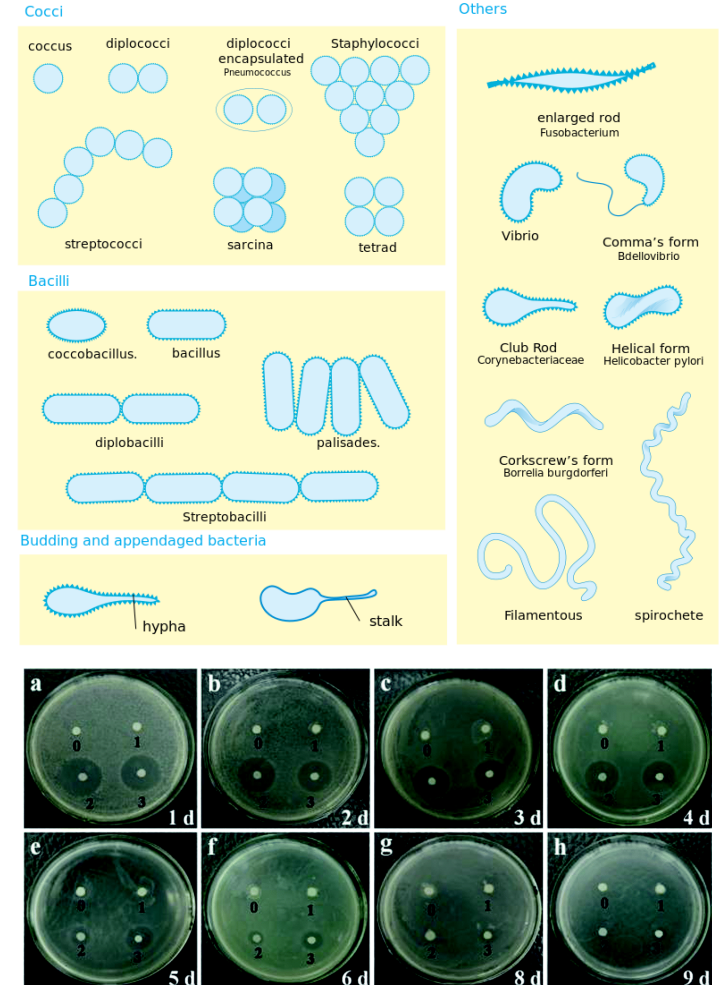 Cocci
coccus
diplococci
diplococci
encapsulated
Pneumococcus
Staphylococci
streptococci
sarcina
tetrad
Bacilli
coccobacillus.
bacillus
diplobacilli
palisades.
Streptobacilli
Budding and appendaged bacteria
hypha
stalk
Others
enlarged rod
Fusobacterium
Vibrio
Comma's form
Bdellovibrio
Club Rod
Corynebacteriaceae
Helical form
Helicobacter pylori
Corkscrew's form
Borrelia burgdorferi
Filamentous
spirochete
a
0
1
2
3
1 d
b
0
1
2
3
2 d
c
0
1
3
3 d
d
0
1
4 d
e
0
1
2
3
5 d
f
0
1
2
3
6 d
g
0
1
2
3
8 d
h
0
1
2
9 d